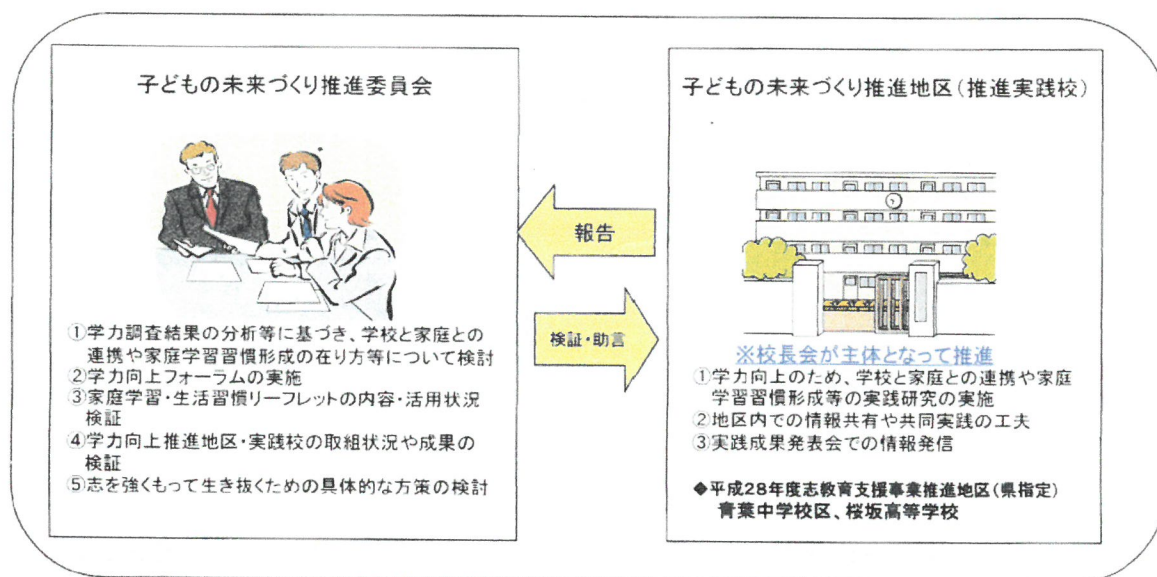 子どもの未来づくり推進委員会
①学力調査結果の分析等に基づき、学校と家庭との
連携や家庭学習習慣形成の在り方等について検討
②学力向上フォーラムの実施
③家庭学習・生活習慣リーフレットの内容・活用状況
検証
④学力向上推進地区・実践校の取組状況や成果の
検証
⑤志を強くもって生き抜くための具体的な方策の検討
報告
検証・助言
子どもの未来づくり推進地区(推進実践校)
※校長会が主体となって推進
①学力向上のため、学校と家庭との連携や家庭
学習習慣形成等の実践研究の実施
②地区内での情報共有や共同実践の工夫
③実践成果発表会での情報発信
◆平成28年度志教育支援事業推進地区(県指定)
青葉中学校区、桜坂高等学校